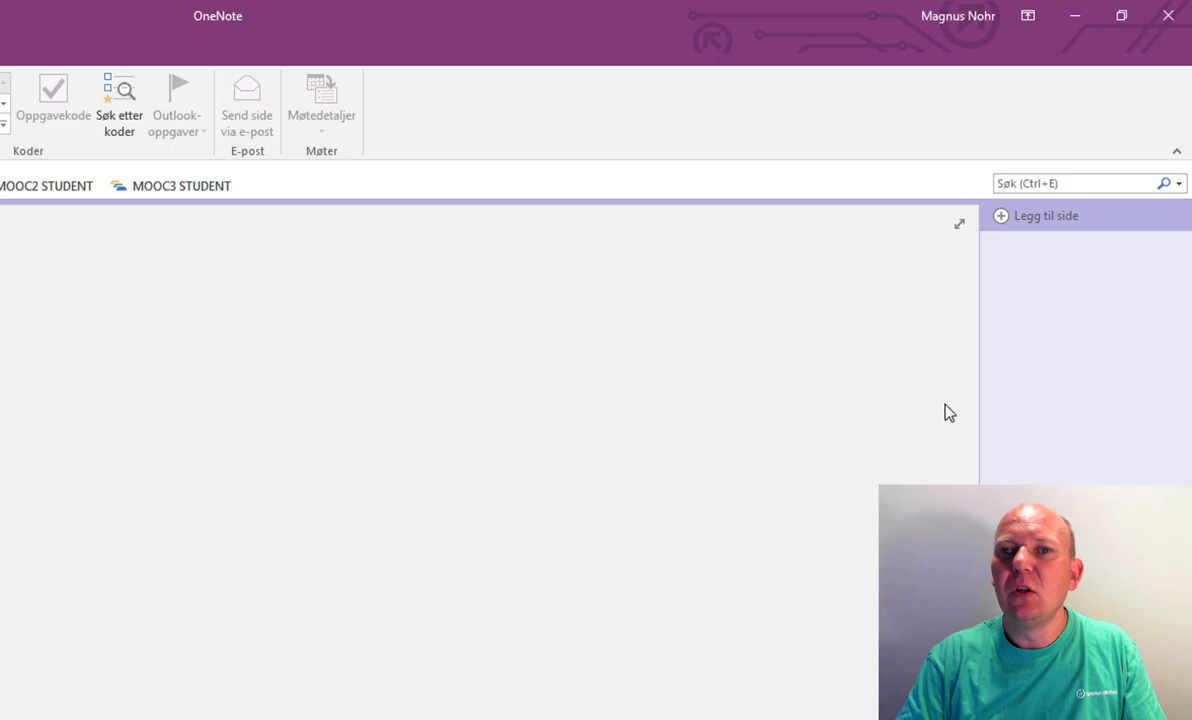 OneNote
Magnus Nohr
Oppgavekode
Søk etter
koder
Outlook-
oppgaver
Send side
via e-post
Møtedetaljer
Koder
E-post
Møter
MOOC2 STUDENT
MOOC3 STUDENT
Søk (Ctrl+E)
Legg til side